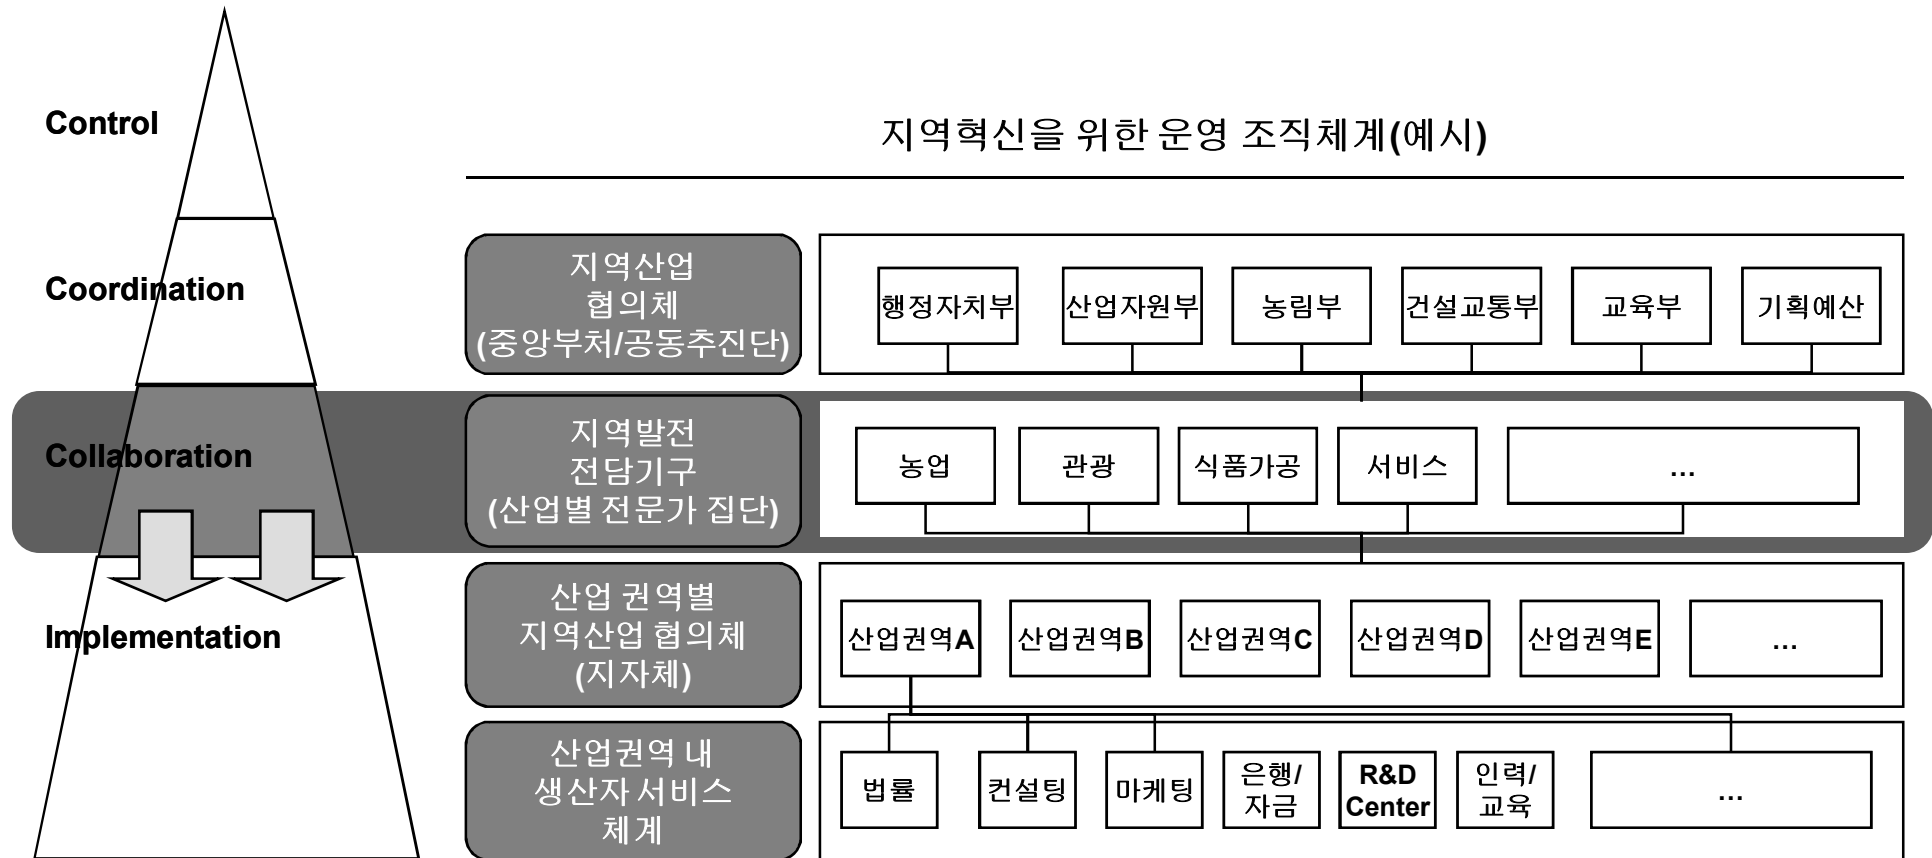 Control
지역혁신을 위한 운영 조직체계(예시)
Coordination
지역산업
협의체
(중앙부처/공동추진단)
행정자치부
산업자원부
농림부
건설교통부
교육부
기획예산
Collaboration
지역발전
전담기구
(산업별 전문가 집단)
농업
관광
식품가공
서비스
...
Implementation
산업 권역별
지역산업 협의체
(지자체)
산업권역A
산업권역B
산업권역C
산업권역D
산업권역E
...
산업권역 내
생산자 서비스
체계
법률
컨설팅
마케팅
은행/
자금
R&D
Center
인력/
교육
...